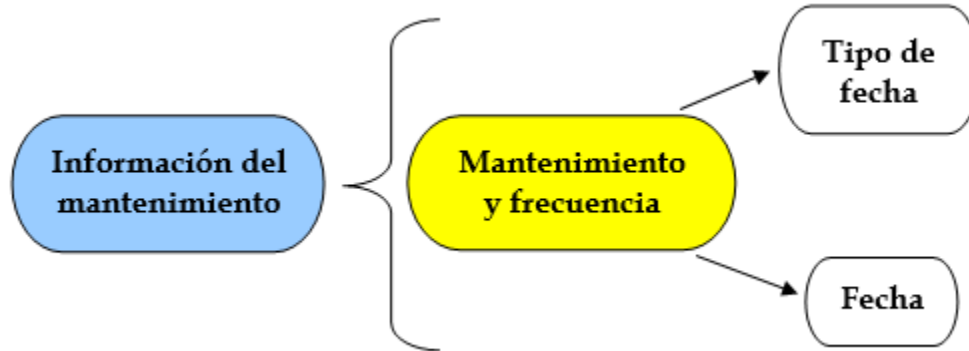 Información del
mantenimiento
Mantenimiento
y frecuencia
Tipo de
fecha
Fecha